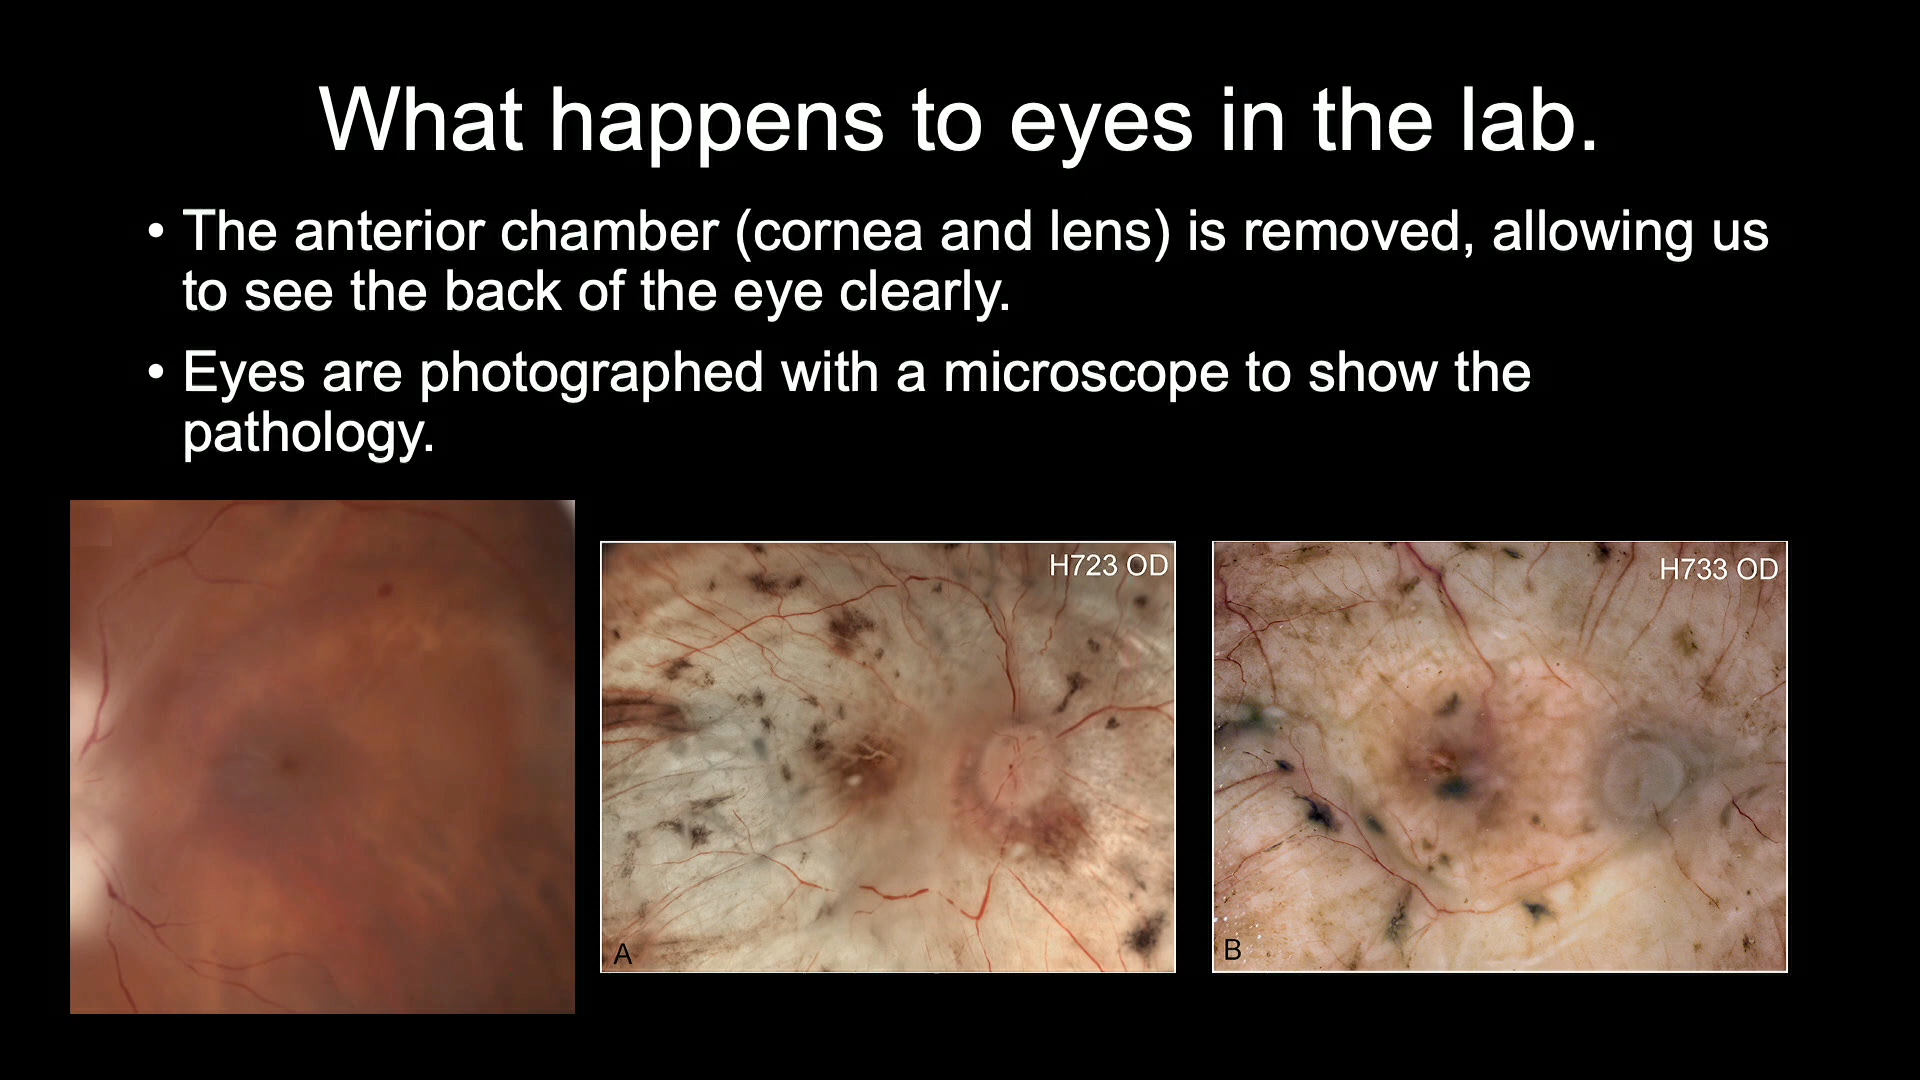 What happens to eyes in the lab.
• The anterior chamber (cornea and lens) is removed, allowing us
to see the back of the eye clearly.
• Eyes are photographed with a microscope to show the
pathology.
H723 OD
A
H733 OD
B